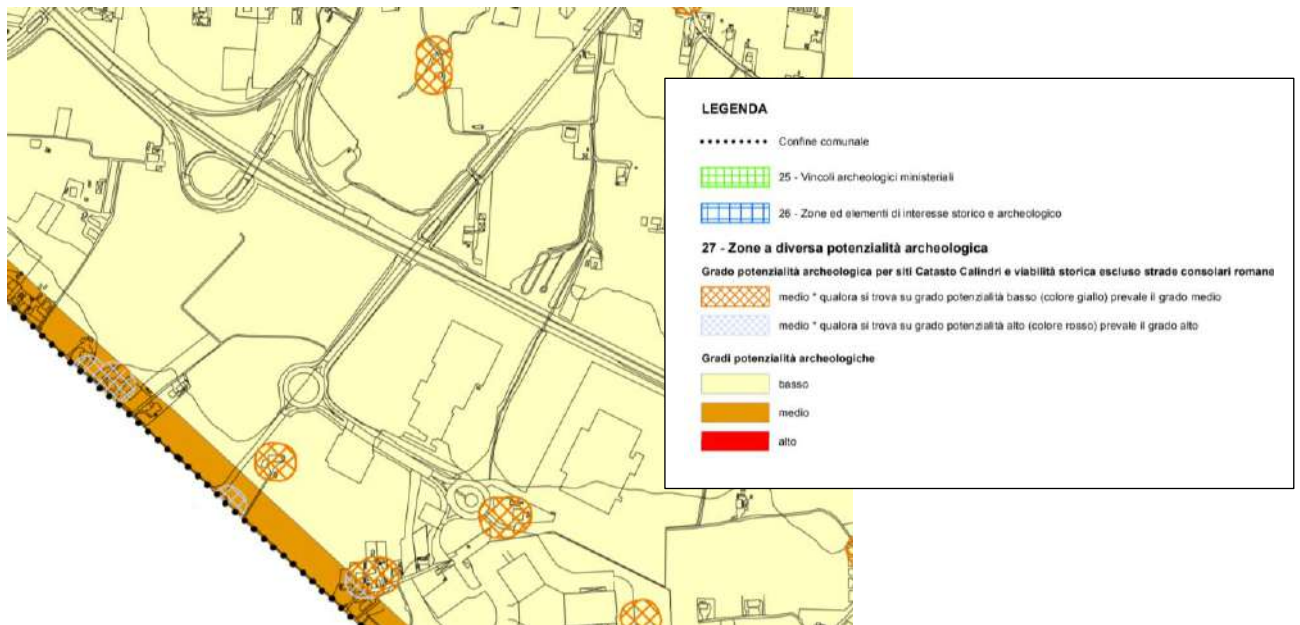 LEGENDA
Confine comunale
25 - Vincoli archeologici ministeriali
26 - Zone ed elementi di interesse storico e archeologico
27 - Zone a diversa potenzialità archeologica
Grado potenzialità archeologica per siti Catasto Calindri e viabilità storica escluso strade consolari romane
medio * qualora si trova su grado potenzialità basso (colore giallo) prevale il grado medio
medio * qualora si trova su grado potenzialità alto (colore rosso) prevale il grado alto
Gradi potenzialità archeologiche
basso
medio
alto